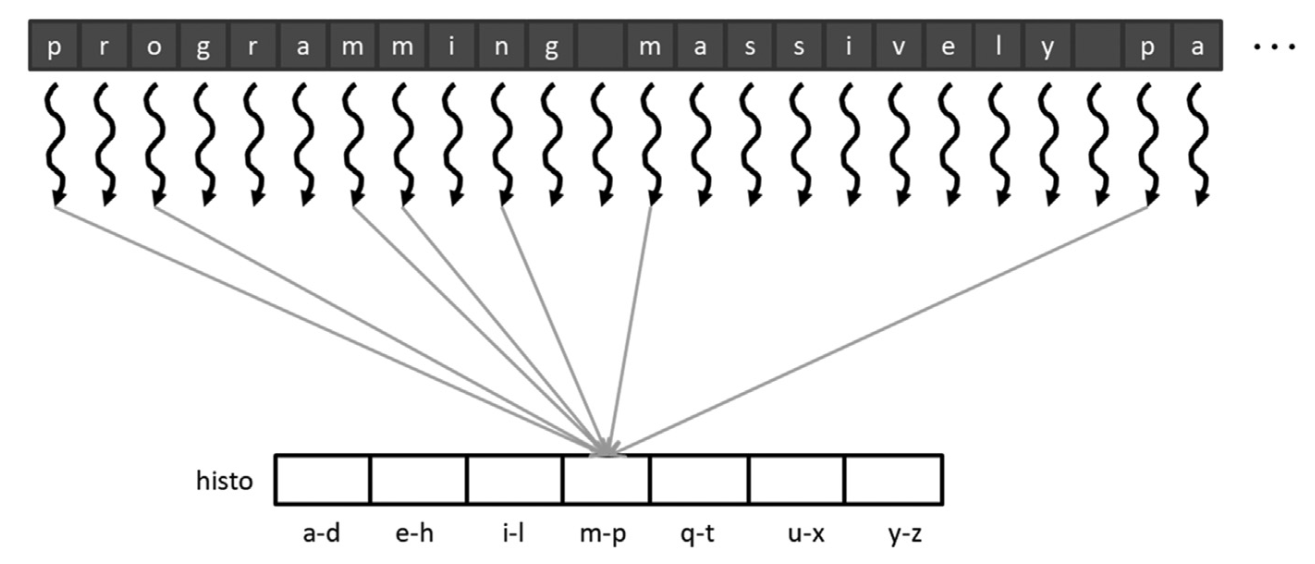 p r o g r a m m i n g m a s s i v e l y p a ...
histo
a-d e-h i-l m-p q-t u-x y-z